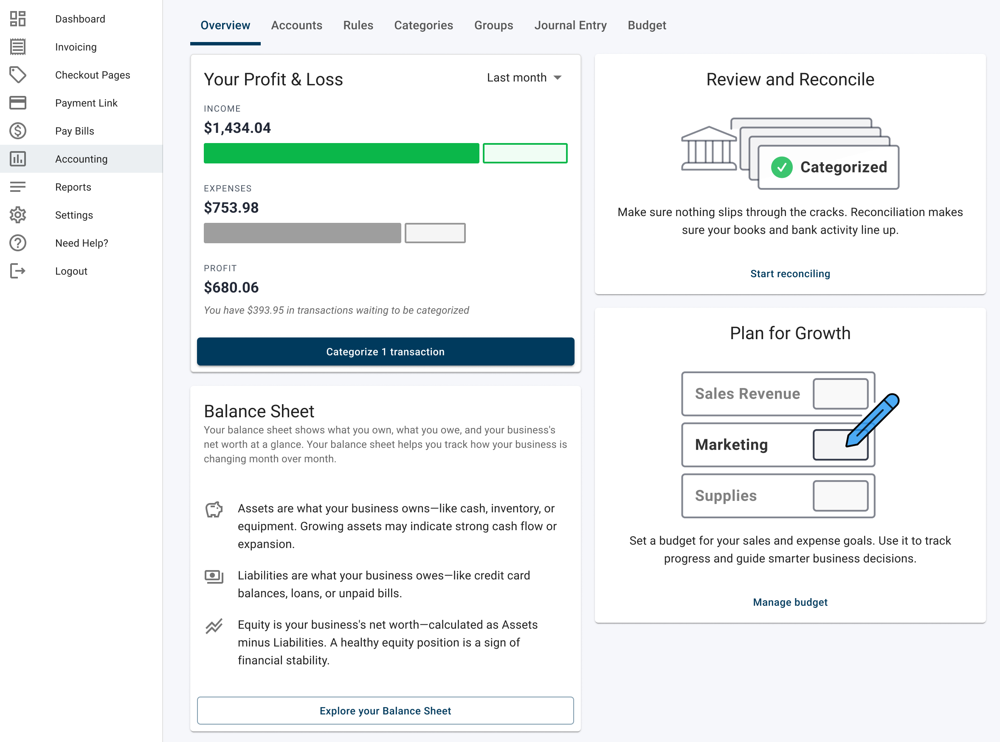 Dashboard
Invoicing
Checkout Pages
Payment Link
Pay Bills
Accounting
Reports
Settings
Need Help?
Logout
Overview
Accounts
Rules
Categories
Groups
Journal Entry
Budget
Your Profit & Loss
Last month
INCOME
$1,434.04
EXPENSES
$753.98
PROFIT
$680.06
You have $393.95 in transactions waiting to be categorized
Categorize 1 transaction
Balance Sheet
Your balance sheet shows what you own, what you owe, and your business's
net worth at a glance. Your balance sheet helps you track how your business is
changing month over month.
Assets are what your business owns—like cash, inventory, or
equipment. Growing assets may indicate strong cash flow or
expansion.
Liabilities are what your business owes—like credit card
balances, loans, or unpaid bills.
Equity is your business's net worth—calculated as Assets
minus Liabilities. A healthy equity position is a sign of
financial stability.
Explore your Balance Sheet
Review and Reconcile
Categorized
Make sure nothing slips through the cracks. Reconciliation makes
sure your books and bank activity line up.
Start reconciling
Plan for Growth
Sales Revenue
Marketing
Supplies
Set a budget for your sales and expense goals. Use it to track
progress and guide smarter business decisions.
Manage budget